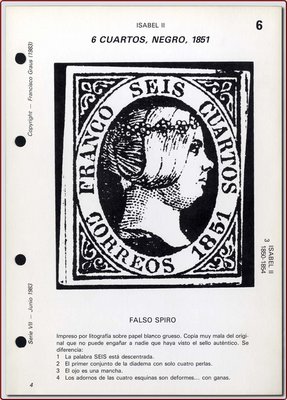 ISABEL II
6
6 CUARTOS, NEGRO, 1851
Copyright — Francisco Graus (1983)
FRANCO SEIS CUARTOS
CORREOS 1851
3 ISABEL II
1850-1854
FALSO SPIRO
Impreso por litografía sobre papel blanco grueso. Copia muy mala del origi-
nal que no puede engañar a nadie que haya visto el sello auténtico. Se
diferencia:
1 La palabra SEIS está descentrada.
2 El primer conjunto de la diadema con solo cuatro perlas.
3 El ojo es una mancha.
4 Los adornos de las cuatro esquinas son deformes... con ganas.
Serie VII — Junio 1983
4